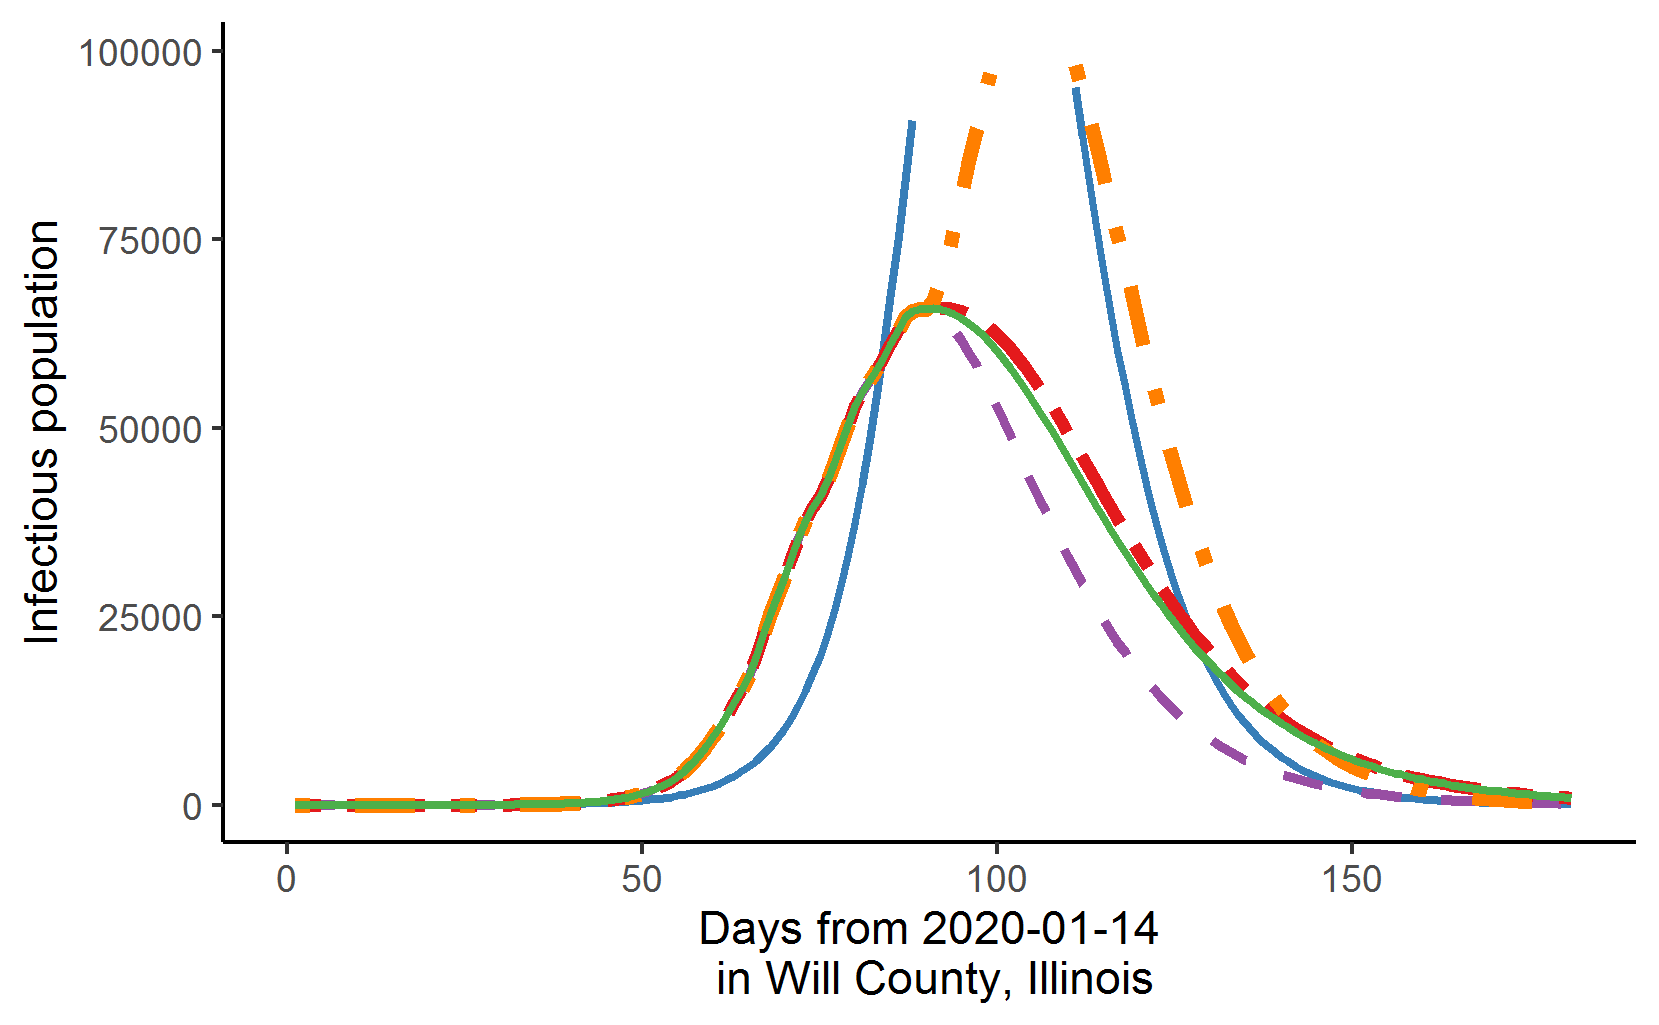 Infectious population
100000
75000
50000
25000
0
0 50 100 150
Days from 2020-01-14
in Will County, Illinois